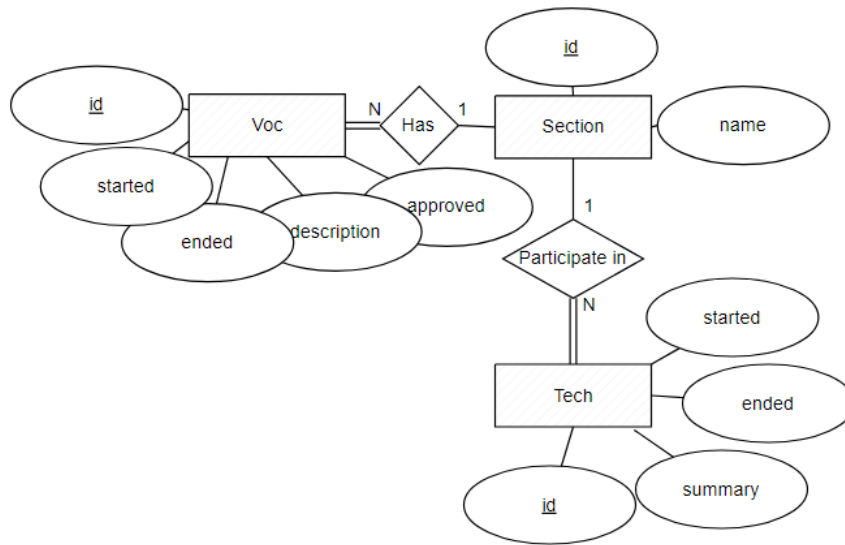 id
id
N
Voc
Has
1
Section
name
started
approved
1
ended
description
Participate in
N
started
Tech
ended
id
summary